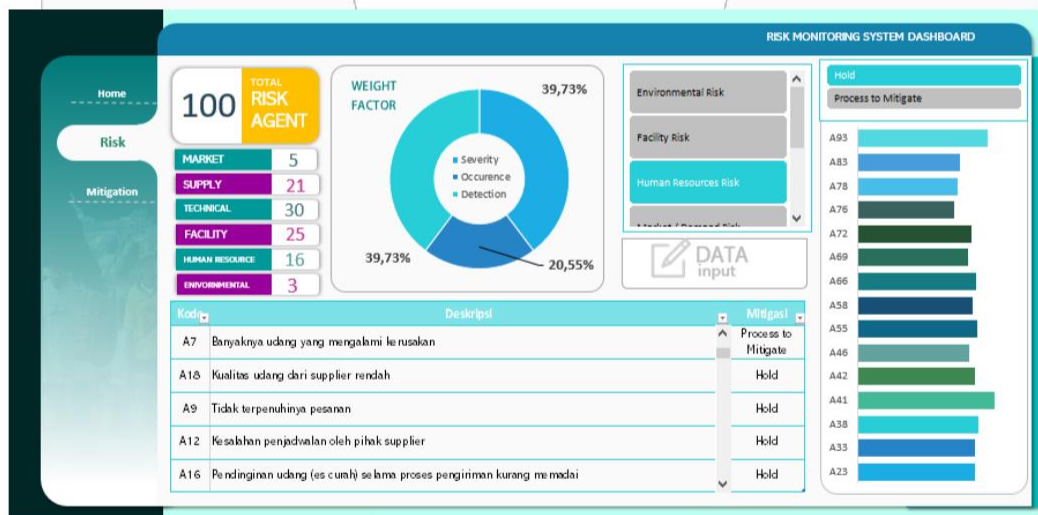 RISK MONITORING SYSTEM DASHBOARD
Home
Risk
Mitigation
100
TOTAL
RISK
AGENT
MARKET 5
SUPPLY 21
TECHNICAL 30
FACILITY 25
HUMAN RESOURCE 16
ENIVORNMENTAL 3
WEIGHT
FACTOR
39,73%
Severity
Occurence
Detection
39,73%
20,55%
Environmental Risk
Facility Risk
Human Resources Risk
Market / Demand Risk
DATA
input
Hold
Process to Mitigate
A93
A83
A78
A76
A72
A69
A66
A58
A55
A46
A42
A41
A38
A33
A23
Kode Deskripsi Mitigasi
A7 Banyaknya udang yang mengalami kerusakan Process to
Mitigate
A18 Kualitas udang dari supplier rendah Hold
A9 Tidak terpenuhinya pesanan Hold
A12 Kesalahan penjadwalan oleh pihak supplier Hold
A16 Pendinginan udang (es curah) selama proses pengiriman kurang memadai Hold